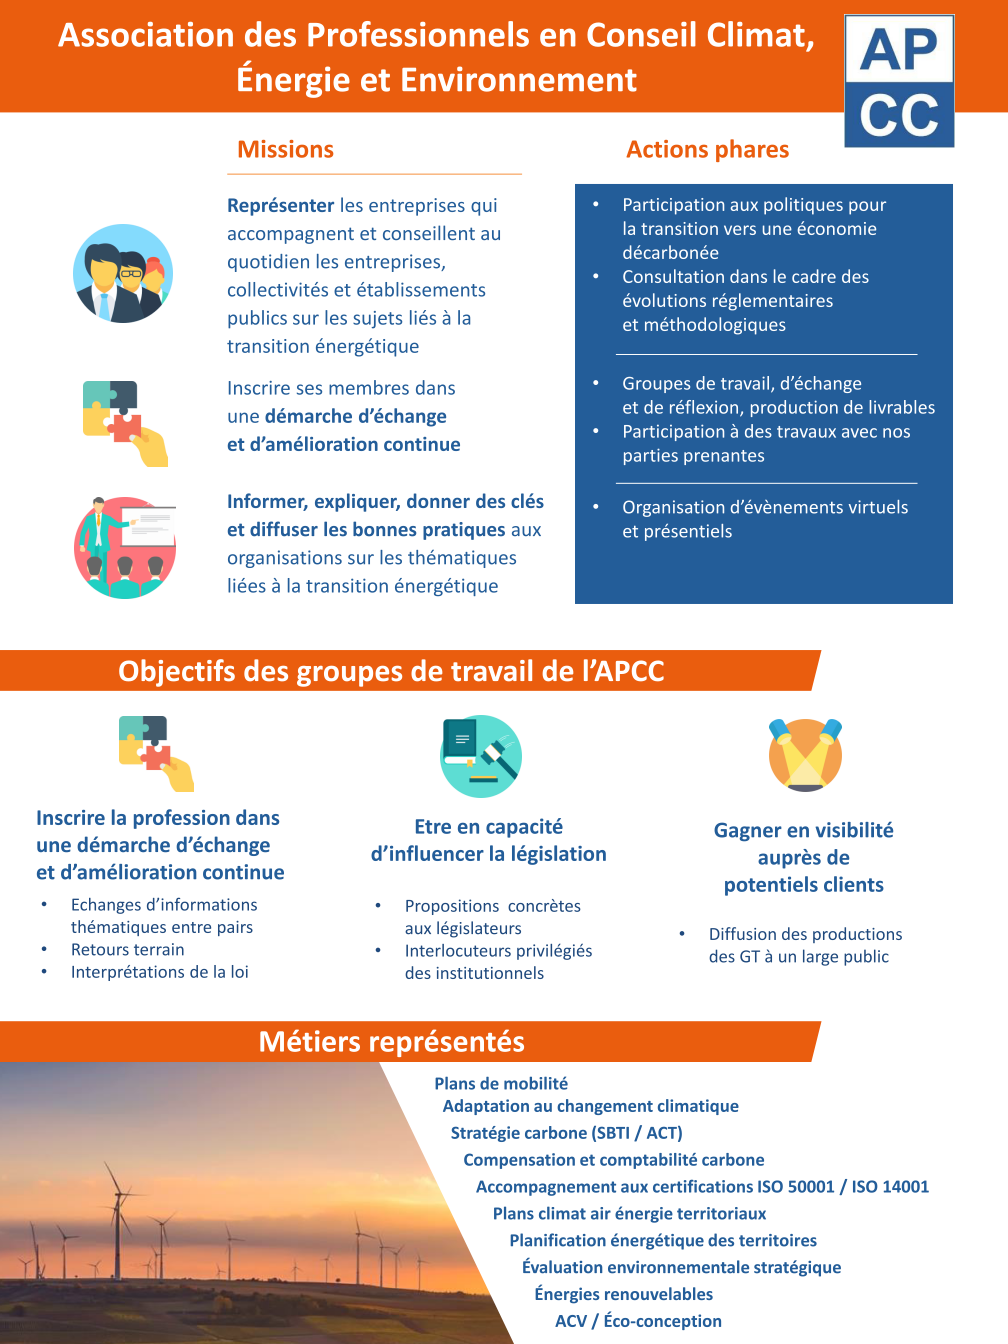 Association des Professionnels en Conseil Climat,
Énergie et Environnement
AP
CC
Missions
Représenter les entreprises qui
accompagnent et conseillent au
quotidien les entreprises,
collectivités et établissements
publics sur les sujets liés à la
transition énergétique
Inscrire ses membres dans
une démarche d’échange
et d’amélioration continue
Informer, expliquer, donner des clés
et diffuser les bonnes pratiques aux
organisations sur les thématiques
liées à la transition énergétique
Actions phares
• Participation aux politiques pour
la transition vers une économie
décarbonée
• Consultation dans le cadre des
évolutions réglementaires
et méthodologiques
• Groupes de travail, d’échange
et de réflexion, production de livrables
• Participation à des travaux avec nos
parties prenantes
• Organisation d’évènements virtuels
et présentiels
Objectifs des groupes de travail de l’APCC
Inscrire la profession dans
une démarche d’échange
et d’amélioration continue
• Echanges d’informations
thématiques entre pairs
• Retours terrain
• Interprétations de la loi
Etre en capacité
d’influencer la législation
• Propositions concrètes
aux législateurs
• Interlocuteurs privilégiés
des institutionnels
Gagner en visibilité
auprès de
potentiels clients
• Diffusion des productions
des GT à un large public
Métiers représentés
Plans de mobilité
Adaptation au changement climatique
Stratégie carbone (SBTI / ACT)
Compensation et comptabilité carbone
Accompagnement aux certifications ISO 50001 / ISO 14001
Plans climat air énergie territoriaux
Planification énergétique des territoires
Évaluation environnementale stratégique
Énergies renouvelables
ACV / Éco-conception